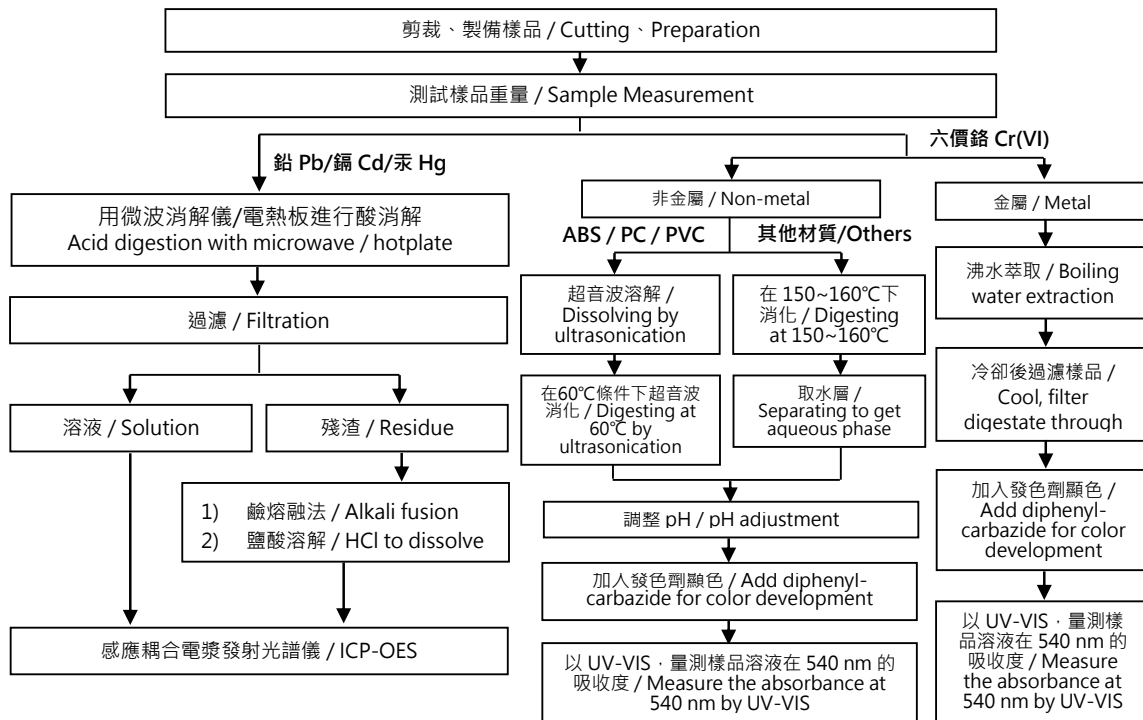 剪裁、製備樣品 / Cutting、Preparation
測試樣品重量 / Sample Measurement
鉛 Pb/鎘 Cd/汞 Hg
六價鉻 Cr(VI)
用微波消解儀/電熱板進行酸消解
Acid digestion with microwave / hotplate
過濾 / Filtration
溶液 / Solution
殘渣 / Residue
1) 鹼熔融法 / Alkali fusion
2) 鹽酸溶解 / HCl to dissolve
感應耦合電漿發射光譜儀 / ICP-OES
非金屬 / Non-metal
ABS / PC / PVC
其他材質/Others
超音波溶解 /
Dissolving by
ultrasonication
在60℃條件下超音波
消化 / Digesting at
60℃ by
ultrasonication
在 150~160℃下
消化 / Digesting
at 150~160℃
取水層 /
Separating to get
aqueous phase
調整 pH / pH adjustment
加入發色劑顯色 / Add diphenyl-
carbazide for color development
以 UV-VIS，量測樣品溶液在 540 nm 的
吸收度 / Measure the absorbance at
540 nm by UV-VIS
金屬 / Metal
沸水萃取 / Boiling
water extraction
冷卻後過濾樣品 /
Cool, filter
digestate through
加入發色劑顯色 /
Add diphenyl-
carbazide for color
development
以 UV-VIS，量測樣
品溶液在 540 nm 的
吸收度 / Measure
the absorbance at
540 nm by UV-VIS